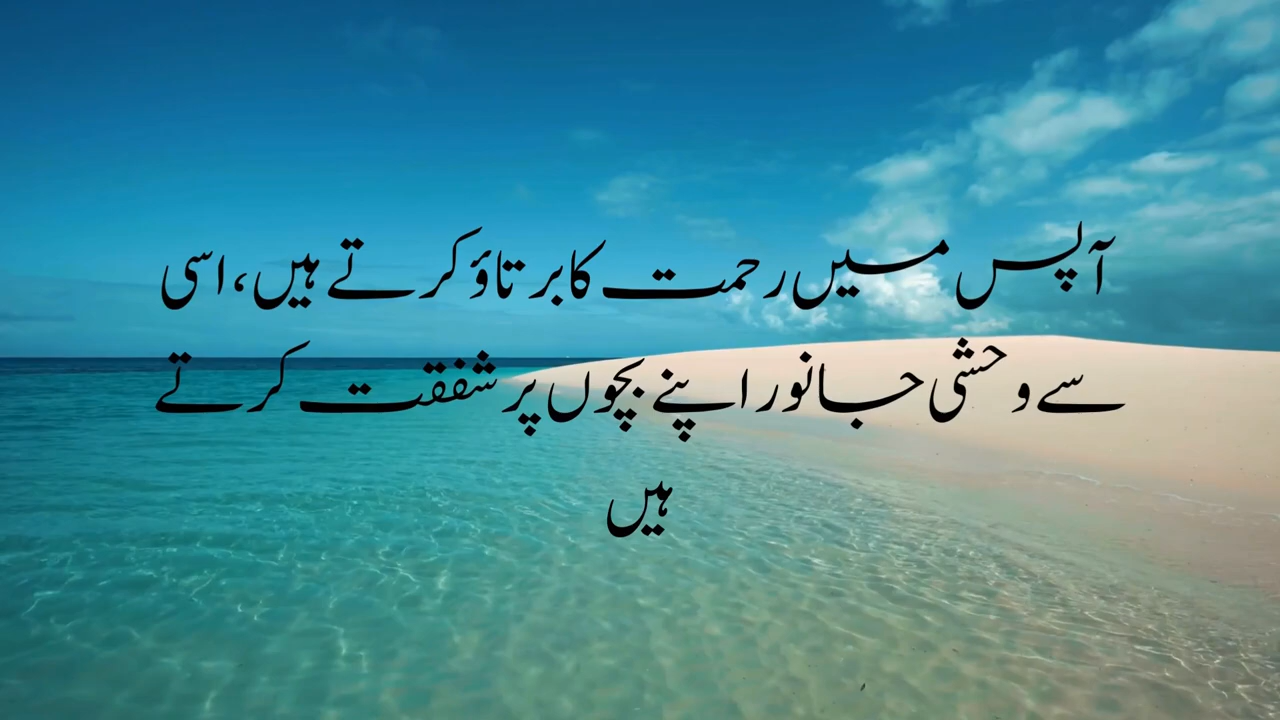 آپس میں رحمت کا برتاؤ کرتے ہیں، اسی
سے وحشی جانور اپنے بچوں پر شفقت کرتے
ہیں